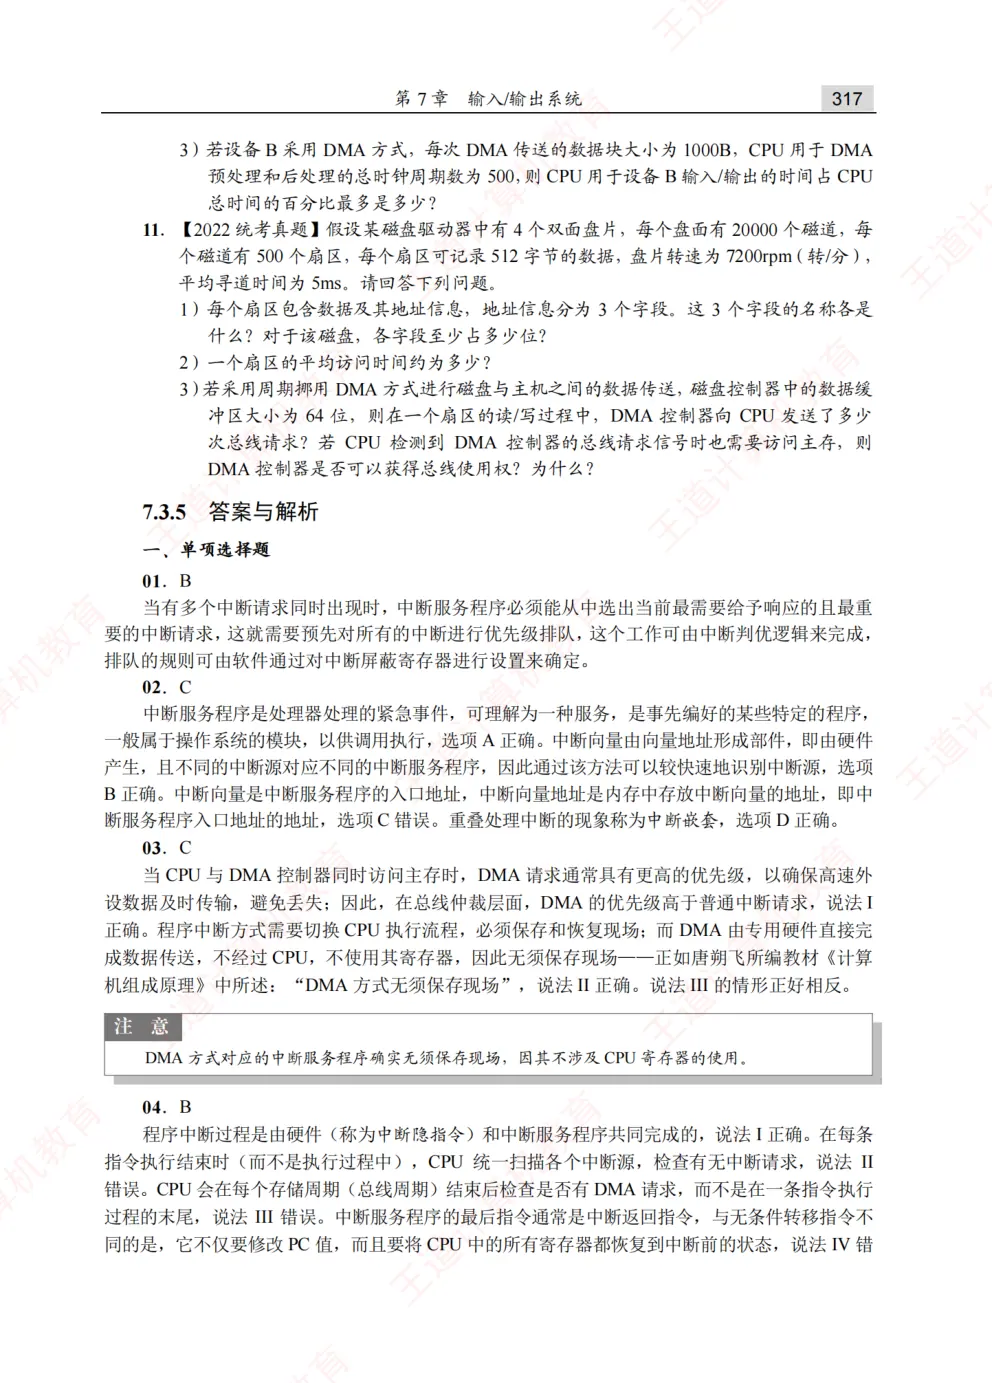 第 7 章 输入/输出系统 317
3）若设备 B 采用 DMA 方式，每次 DMA 传送的数据块大小为 1000B，CPU 用于 DMA
预处理和后处理的总时钟周期数为 500，则 CPU 用于设备 B 输入/输出的时间占 CPU
总时间的百分比最多是多少？
11. 【2022 统考真题】假设某磁盘驱动器中有 4 个双面盘片，每个盘面有 20000 个磁道，每
个磁道有 500 个扇区，每个扇区可记录 512 字节的数据，盘片转速为 7200rpm（转/分），
平均寻道时间为 5ms。请回答下列问题。
1）每个扇区包含数据及其地址信息，地址信息分为 3 个字段。这 3 个字段的名称各是
什么？对于该磁盘，各字段至少占多少位？
2）一个扇区的平均访问时间约为多少？
3）若采用周期挪用 DMA 方式进行磁盘与主机之间的数据传送，磁盘控制器中的数据缓
冲区大小为 64 位，则在一个扇区的读/写过程中，DMA 控制器向 CPU 发送了多少
次总线请求？若 CPU 检测到 DMA 控制器的总线请求信号时也需要访问主存，则
DMA 控制器是否可以获得总线使用权？为什么？
7.3.5 答案与解析
一、单项选择题
01. B
当有多个中断请求同时出现时，中断服务程序必须能从中选出当前最需要给予响应的且最重
要的中断请求，这就需要预先对所有的中断进行优先级排队，这个工作可由中断判优逻辑来完成，
排队的规则可由软件通过对中断屏蔽寄存器进行设置来确定。
02. C
中断服务程序是处理器处理的紧急事件，可理解为一种服务，是事先编好的某些特定的程序，
一般属于操作系统的模块，以供调用执行，选项 A 正确。中断向量由向量地址形成部件，即由硬件
产生，且不同的中断源对应不同的中断服务程序，因此通过该方法可以较快速地识别中断源，选项
B 正确。中断向量是中断服务程序的入口地址，中断向量地址是内存中存放中断向量的地址，即中
断服务程序入口地址的地址，选项 C 错误。重叠处理中断的现象称为中断嵌套，选项 D 正确。
03. C
当 CPU 与 DMA 控制器同时访问主存时，DMA 请求通常具有更高的优先级，以确保高速外
设数据及时传输，避免丢失；因此，在总线仲裁层面，DMA 的优先级高于普通中断请求，说法 I
正确。程序中断方式需要切换 CPU 执行流程，必须保存和恢复现场；而 DMA 由专用硬件直接完
成数据传送，不经过 CPU，不使用其寄存器，因此无须保存现场——正如唐朔飞所编教材《计算
机组成原理》中所述：“DMA 方式无须保存现场”，说法 II 正确。说法 III 的情形正好相反。
注 意
DMA 方式对应的中断服务程序确实无须保存现场，因其不涉及 CPU 寄存器的使用。
04. B
程序中断过程是由硬件（称为中断隐指令）和中断服务程序共同完成的，说法 I 正确。在每条
指令执行结束时（而不是执行过程中），CPU 统一扫描各个中断源，检查有无中断请求，说法 II
错误。CPU 会在每个存储周期（总线周期）结束后检查是否有 DMA 请求，而不是在一条指令执行
过程的末尾，说法 III 错误。中断服务程序的最后指令通常是中断返回指令，与无条件转移指令不
同的是，它不仅要修改 PC 值，而且要将 CPU 中的所有寄存器都恢复到中断前的状态，说法 IV 错